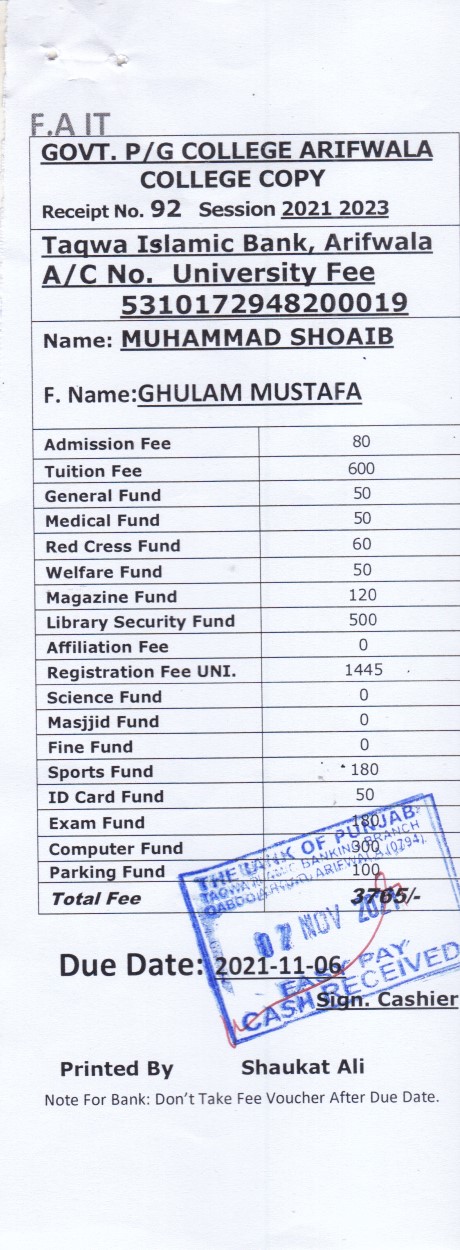 F.A IT
GOVT. P/G COLLEGE ARIFWALA
COLLEGE COPY
Receipt No. 92 Session 2021 2023
Taqwa Islamic Bank, Arifwala
A/C No. University Fee
5310172948200019
Name: MUHAMMAD SHOAIB
F. Name:GHULAM MUSTAFA
Admission Fee 80
Tuition Fee 600
General Fund 50
Medical Fund 50
Red Cress Fund 60
Welfare Fund 50
Magazine Fund 120
Library Security Fund 500
Affiliation Fee 0
Registration Fee UNI. 1445
Science Fund 0
Masjjid Fund 0
Fine Fund 0
Sports Fund 180
ID Card Fund 50
Exam Fund 180
Computer Fund 300
Parking Fund 100
Total Fee 3765/-
THE BANK OF PUNJAB
TAQWA ISLAMIC BANKING BRANCH
ARIFWALA (0794)
07 NOV 2021
Due Date: 2021-11-06
EASY PAY
CASH RECEIVED
Sign. Cashier
Printed By Shaukat Ali
Note For Bank: Don't Take Fee Voucher After Due Date.